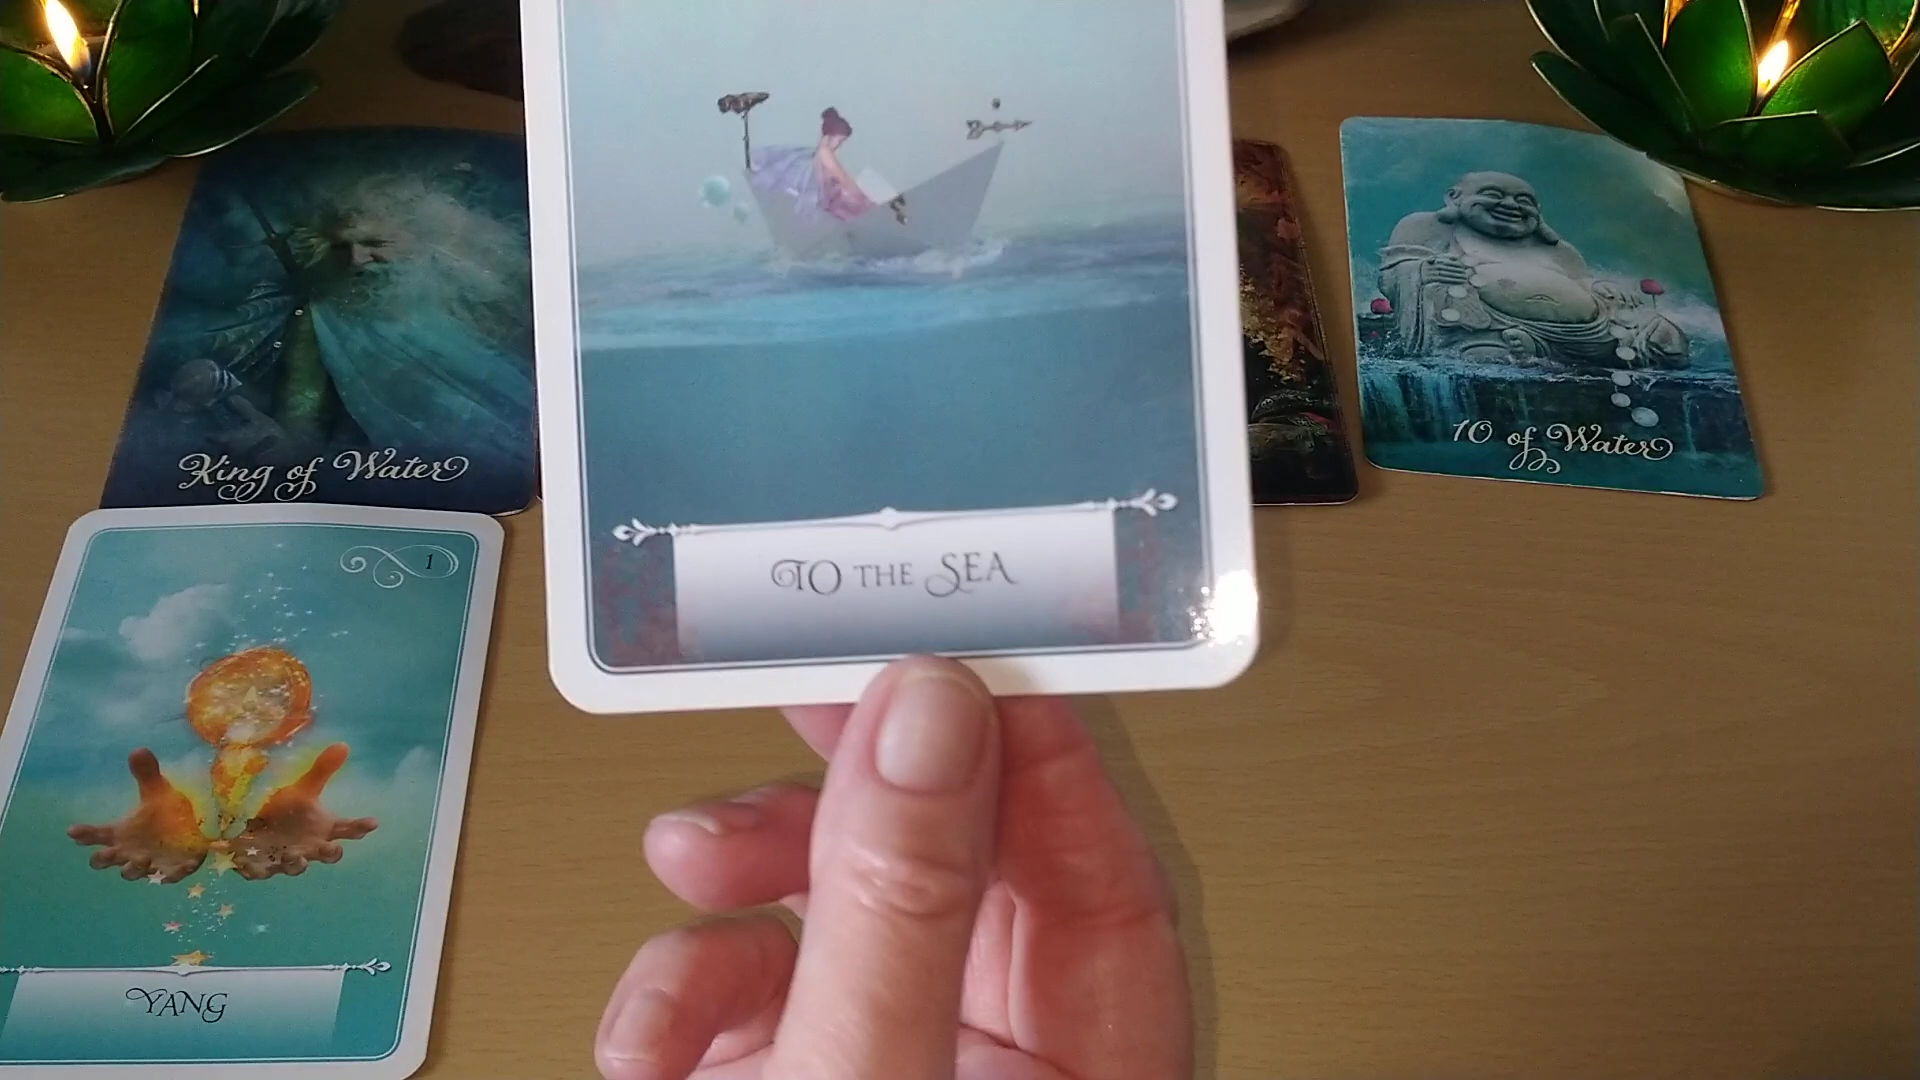 King of Water
10 of Water
TO THE SEA
1
YANG